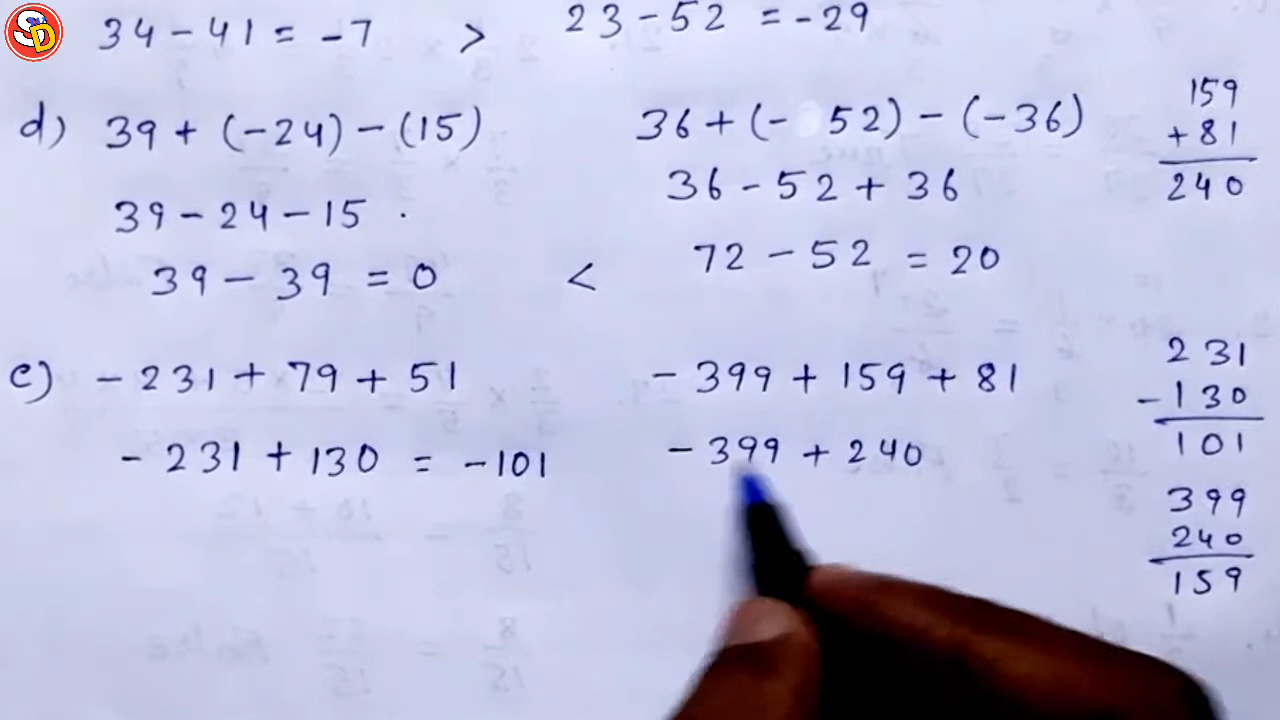 SD
34 - 41 = -7 > 23 - 52 = -29
d) 39 + (-24) - (15) 36 + (- 52) - (-36)
39 - 24 - 15 . 36 - 52 + 36
39 - 39 = 0 < 72 - 52 = 20
159
+ 81
240
e) - 231 + 79 + 51 - 399 + 159 + 81
- 231 + 130 = -101 - 399 + 240
231
- 130
101
399
240
159